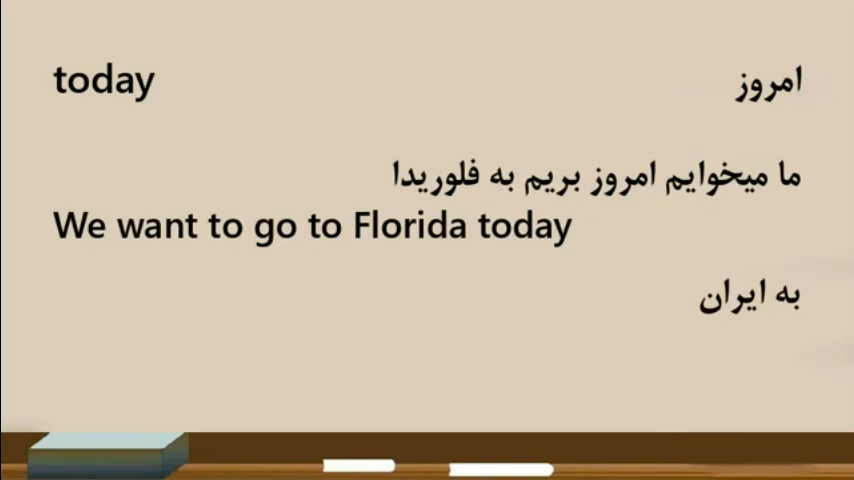 today امروز
ما میخوایم امروز بریم به فلوریدا
We want to go to Florida today
به ایران